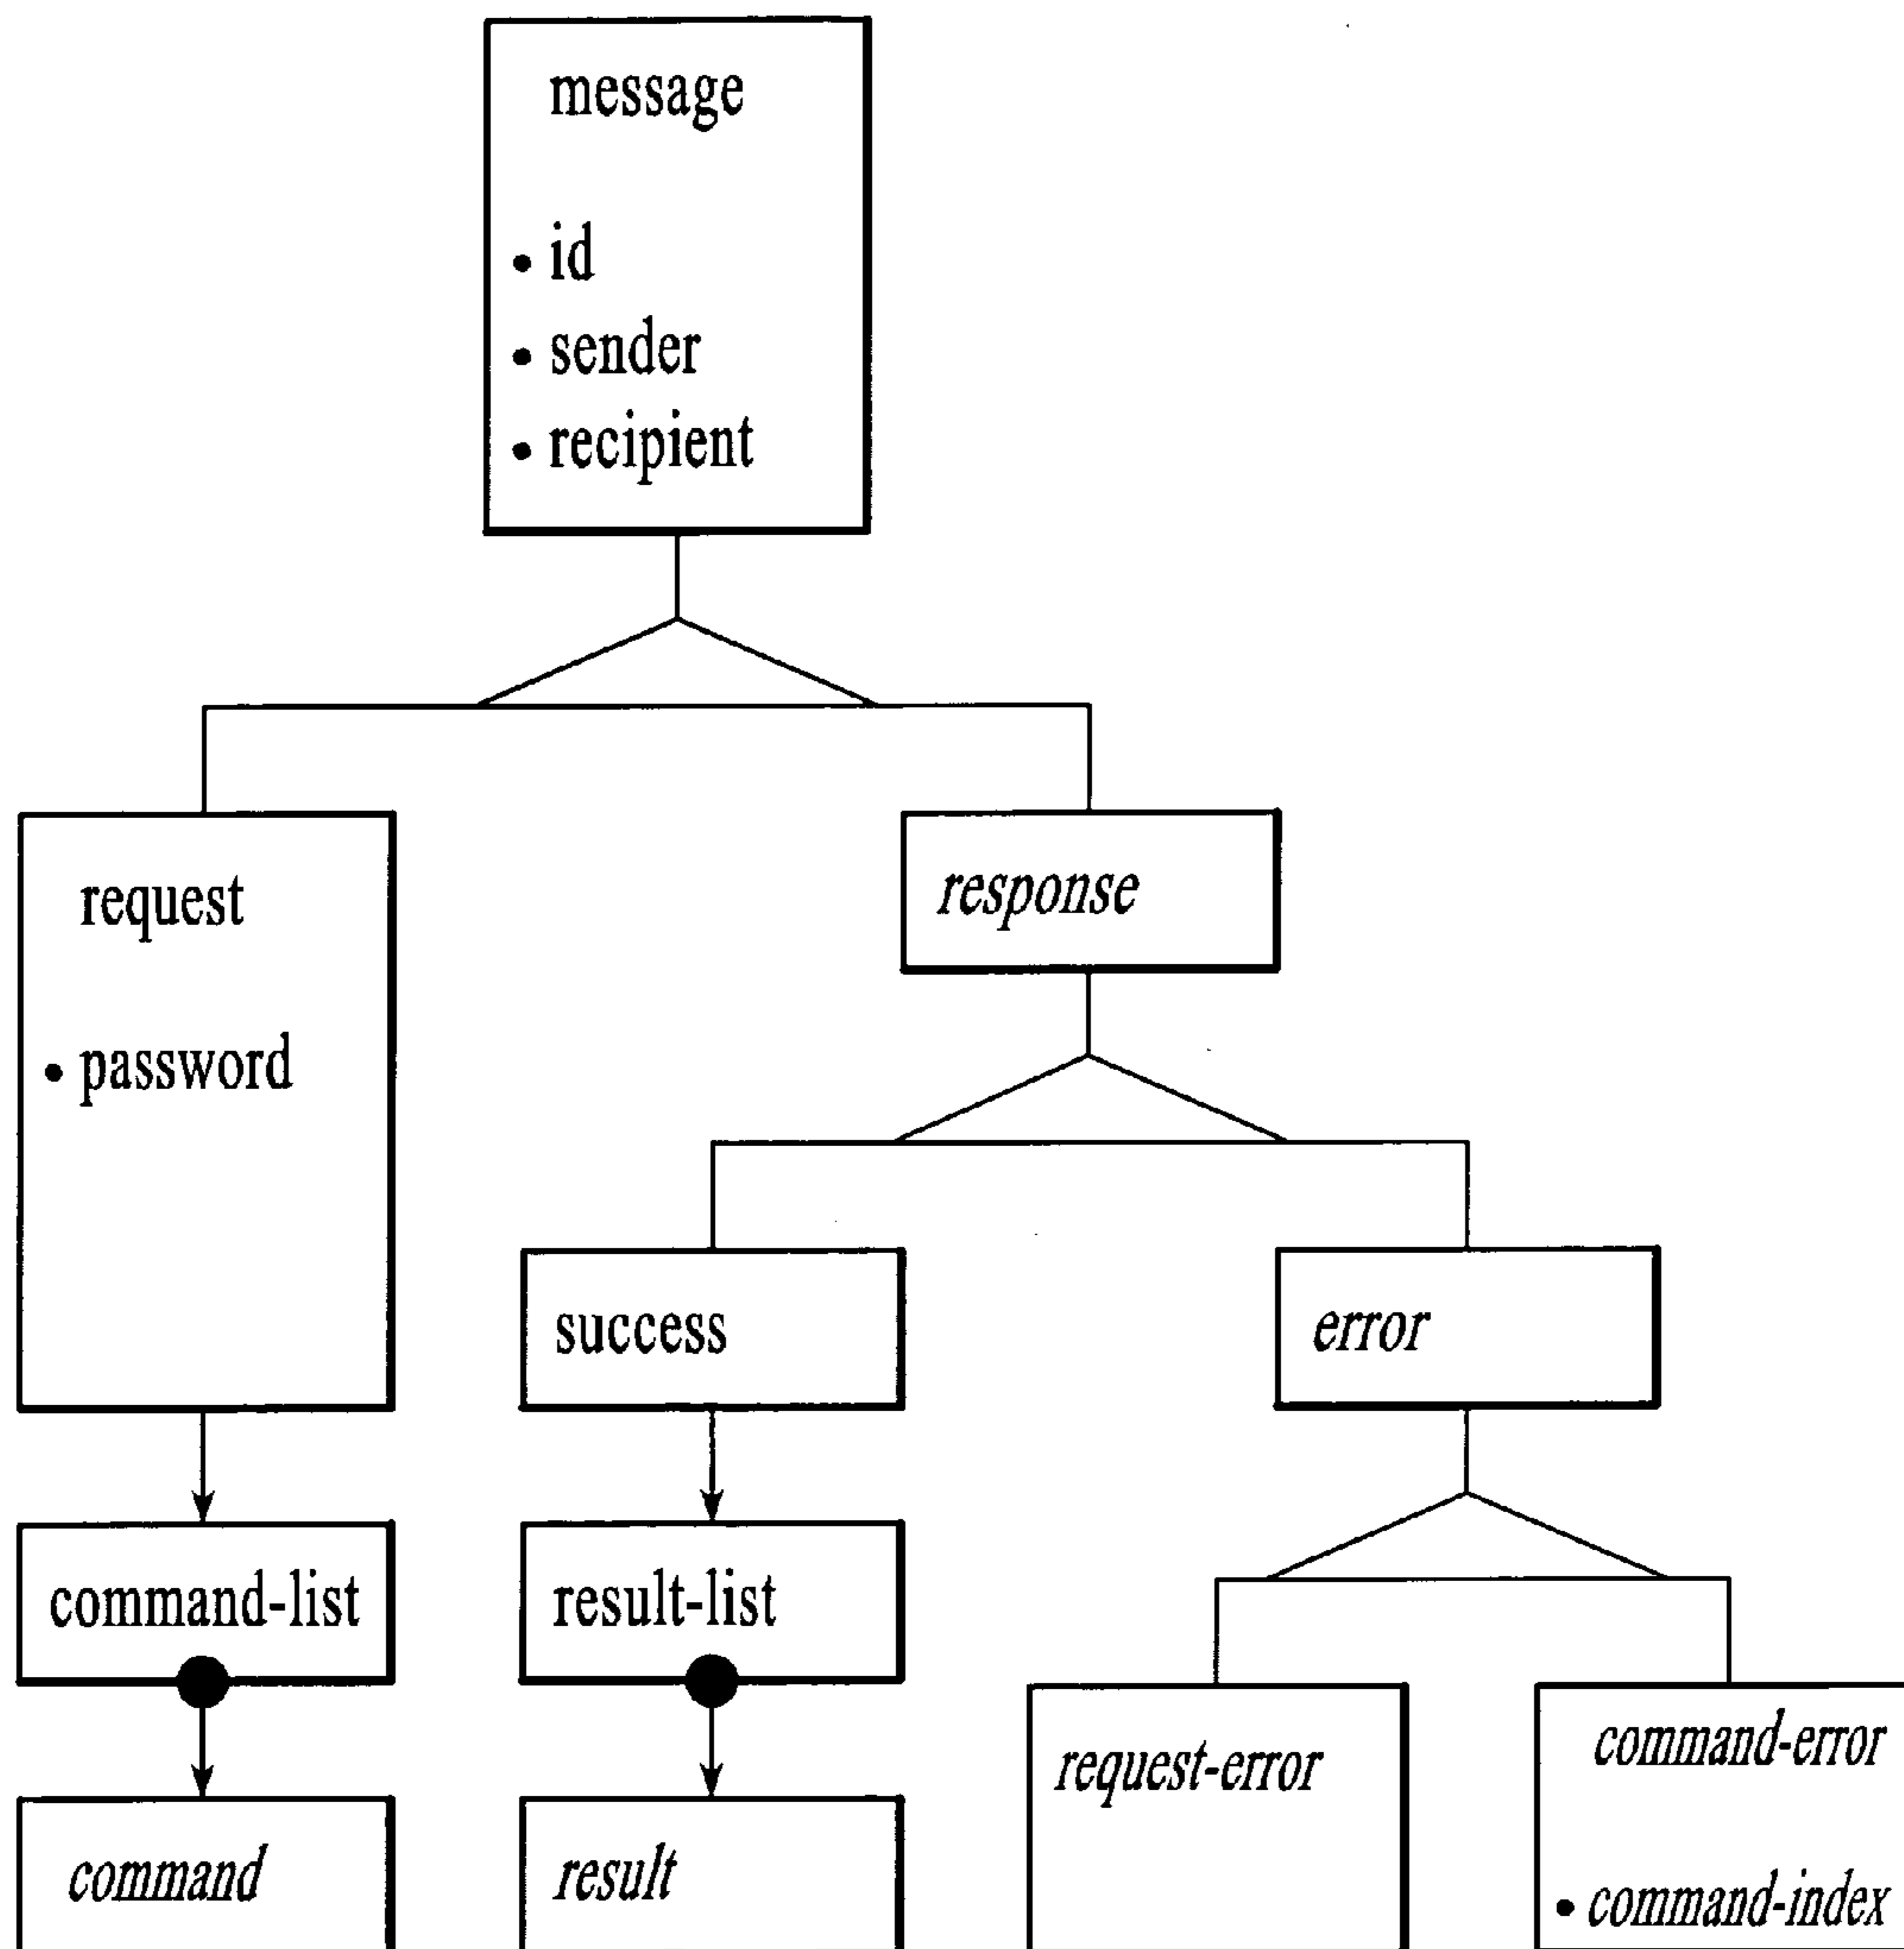 message
• id
• sender
• recipient
request
• password
response
success
error
command-list
result-list
request-error
command-error
• command-index
command
result